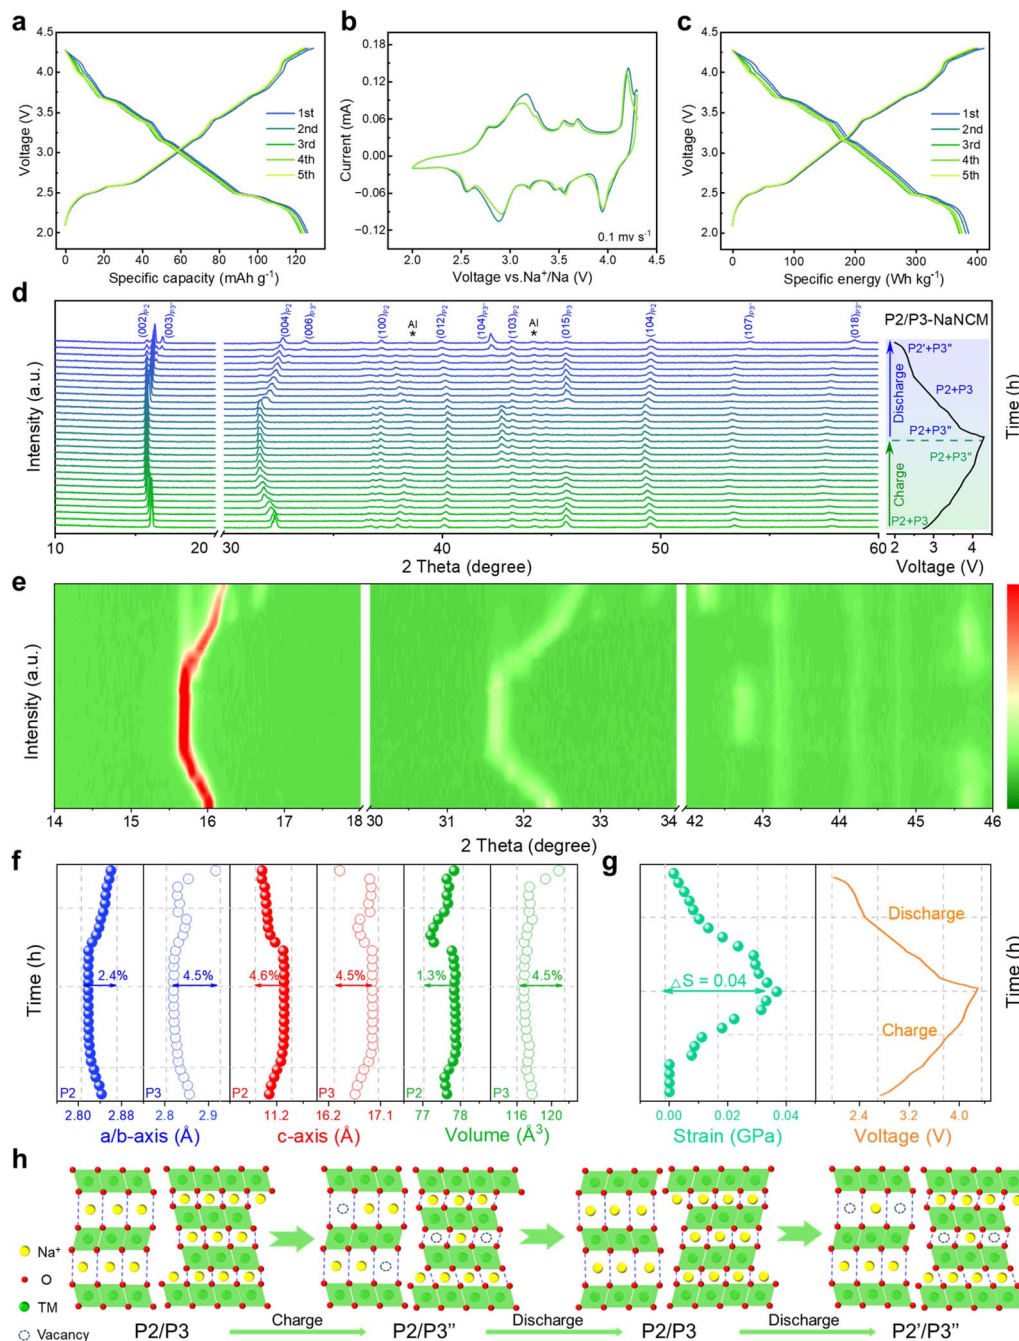 a
4.5
4.0
3.5
3.0
2.5
2.0
Voltage (V)
1st
2nd
3rd
4th
5th
0 20 40 60 80 100 120
Specific capacity (mAh g⁻¹)
b
0.18
0.12
0.06
0.00
−0.06
−0.12
Current (mA)
0.1 mv s⁻¹
2.0 2.5 3.0 3.5 4.0 4.5
Voltage vs.Na⁺/Na (V)
c
4.5
4.0
3.5
3.0
2.5
2.0
Voltage (V)
1st
2nd
3rd
4th
5th
0 100 200 300 400
Specific energy (Wh kg⁻¹)
d
(002)P2
(003)P3"
(004)P2
(006)P3"
(100)P2
Al
*
(012)P2
(104)P3"
(103)P2
Al
*
(015)P3
(104)P2
(107)P3"
(018)P3"
Intensity (a.u.)
10 20 30 40 50 60
2 Theta (degree)
P2/P3-NaNCM
P2'+P3"
P2+P3
P2+P3"
P2+P3"
P2+P3
Discharge
Charge
Time (h)
2 3 4
Voltage (V)
e
Intensity (a.u.)
14 15 16 17 18 30 31 32 33 34 42 43 44 45 46
2 Theta (degree)
f
Time (h)
2.4% 4.5% 4.6% 4.5% 1.3% 4.5%
P2 P3 P2 P3 P2 P3
2.80 2.88 2.8 2.9 11.2 16.2 17.1 77 78 116 120
a/b-axis (Å) c-axis (Å) Volume (Å³)
g
△S = 0.04
Discharge
Charge
Time (h)
0.00 0.02 0.04 2.4 3.2 4.0
Strain (GPa) Voltage (V)
h
Na⁺
O
TM
Vacancy
P2/P3 Charge P2/P3" Discharge P2/P3 Discharge P2'/P3"